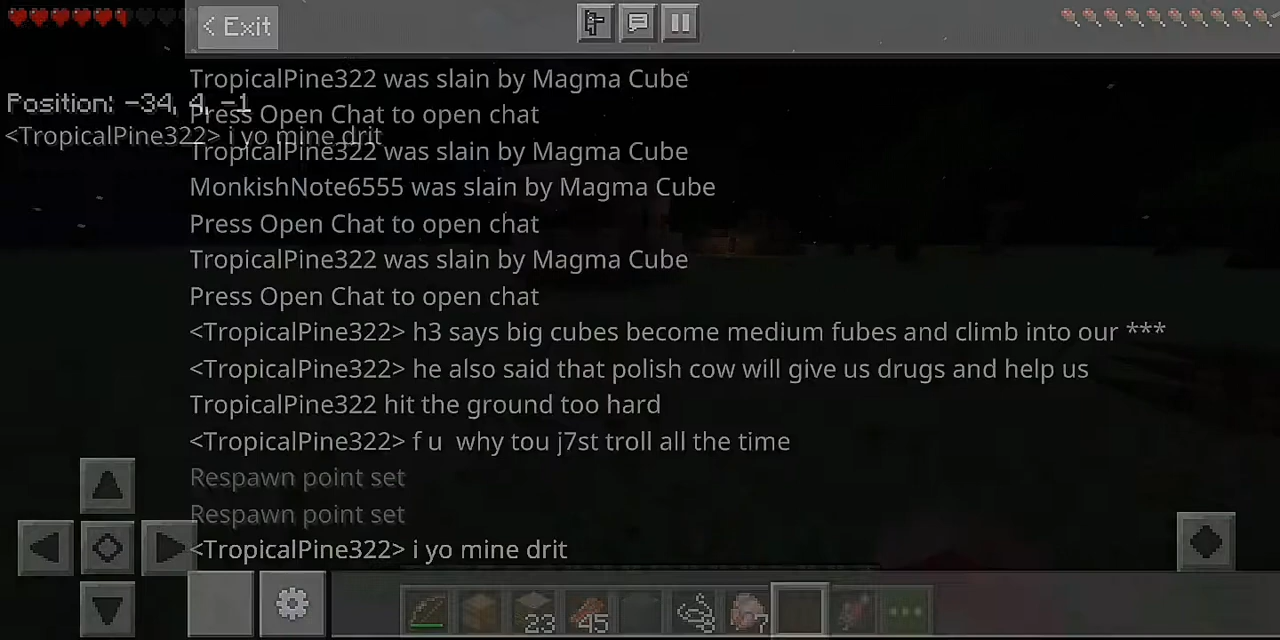 < Exit
TropicalPine322 was slain by Magma Cube
Position: -34, 4, -1
Press Open Chat to open chat
<TropicalPine322> i yo mine drit
TropicalPine322 was slain by Magma Cube
MonkishNote6555 was slain by Magma Cube
Press Open Chat to open chat
TropicalPine322 was slain by Magma Cube
Press Open Chat to open chat
<TropicalPine322> h3 says big cubes become medium fubes and climb into our ***
<TropicalPine322> he also said that polish cow will give us drugs and help us
TropicalPine322 hit the ground too hard
<TropicalPine322> f u  why tou j7st troll all the time
Respawn point set
Respawn point set
<TropicalPine322> i yo mine drit
23 45 3 7